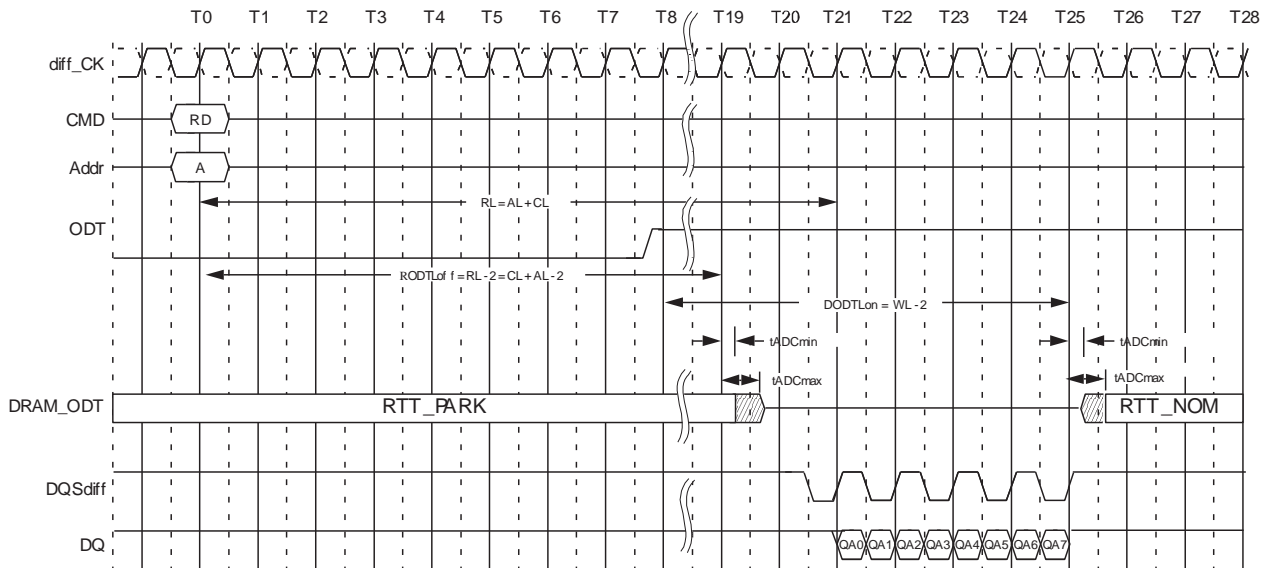 T0 T1 T2 T3 T4 T5 T6 T7 T8 T19 T20 T21 T22 T23 T24 T25 T26 T27 T28
diff_CK
CMD RD
Addr A
RL=AL+CL
ODT
RODTLoff=RL-2=CL+AL-2
DODTLon = WL-2
tADCmin tADCmin
tADCmax tADCmax
DRAM_ODT RTT_PARK RTT_NOM
DQSdiff
DQ QA0 QA1 QA2 QA3 QA4 QA5 QA6 QA7